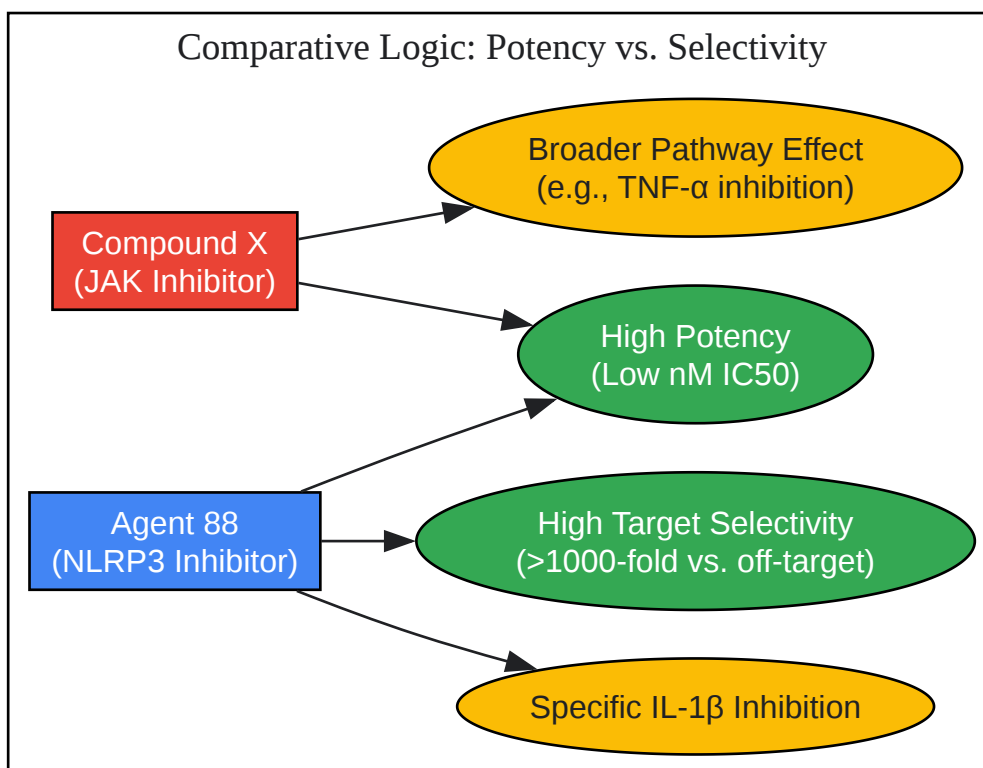 Comparative Logic: Potency vs. Selectivity
Broader Pathway Effect
(e.g., TNF-α inhibition)
Compound X
(JAK Inhibitor)
High Potency
(Low nM IC50)
Agent 88
(NLRP3 Inhibitor)
High Target Selectivity
(>1000-fold vs. off-target)
Specific IL-1β Inhibition